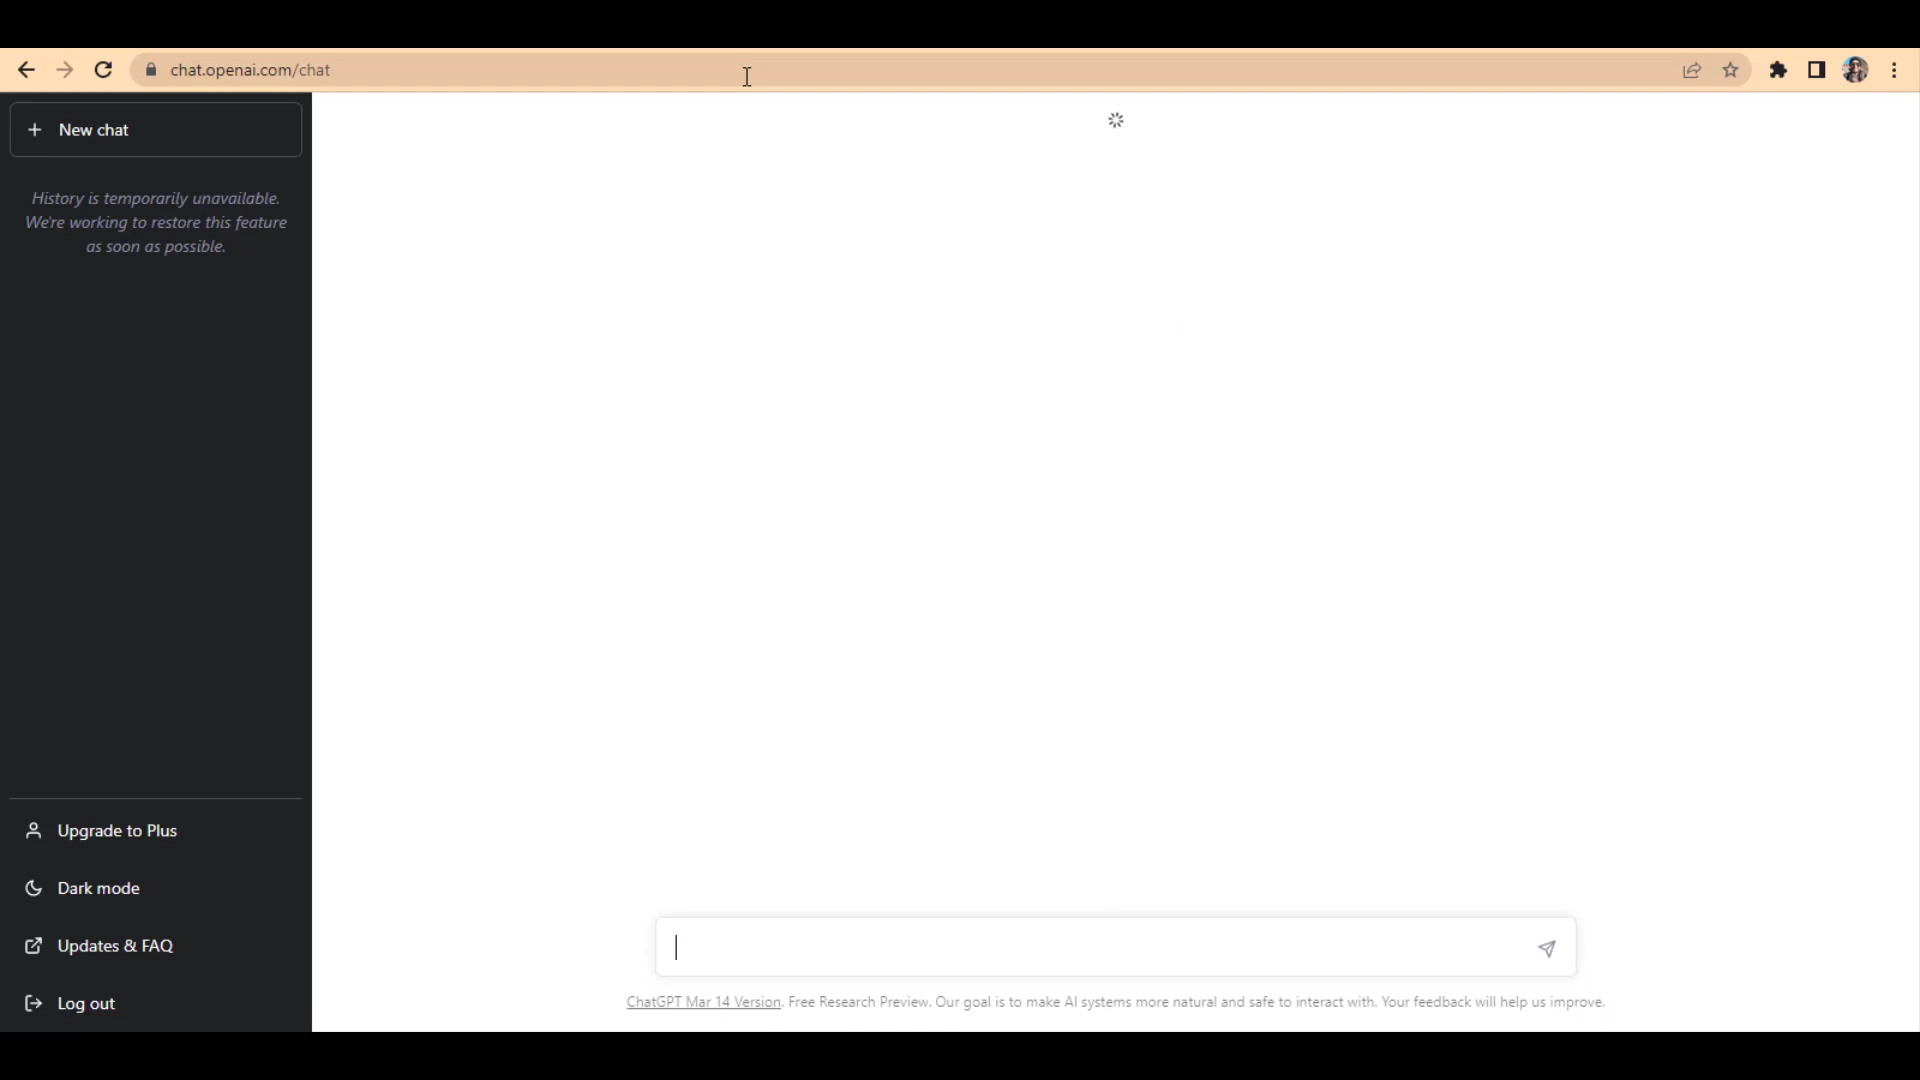 chat.openai.com/chat
New chat
History is temporarily unavailable.
We're working to restore this feature
as soon as possible.
Upgrade to Plus
Dark mode
Updates & FAQ
Log out
ChatGPT Mar 14 Version. Free Research Preview. Our goal is to make AI systems more natural and safe to interact with. Your feedback will help us improve.